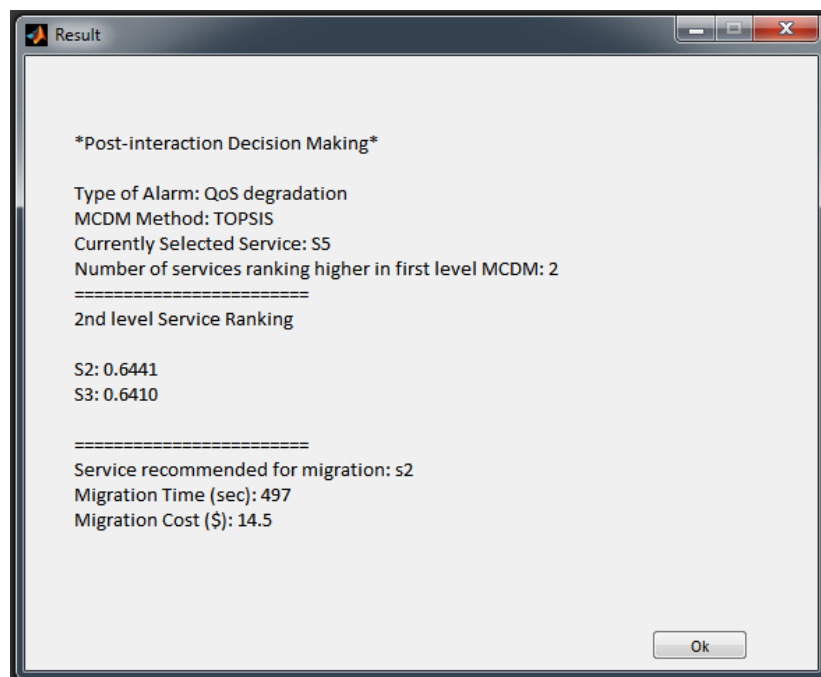 Result
*Post-interaction Decision Making*
Type of Alarm: QoS degradation
MCDM Method: TOPSIS
Currently Selected Service: S5
Number of services ranking higher in first level MCDM: 2
========================
2nd level Service Ranking
S2: 0.6441
S3: 0.6410
========================
Service recommended for migration: s2
Migration Time (sec): 497
Migration Cost ($): 14.5
Ok